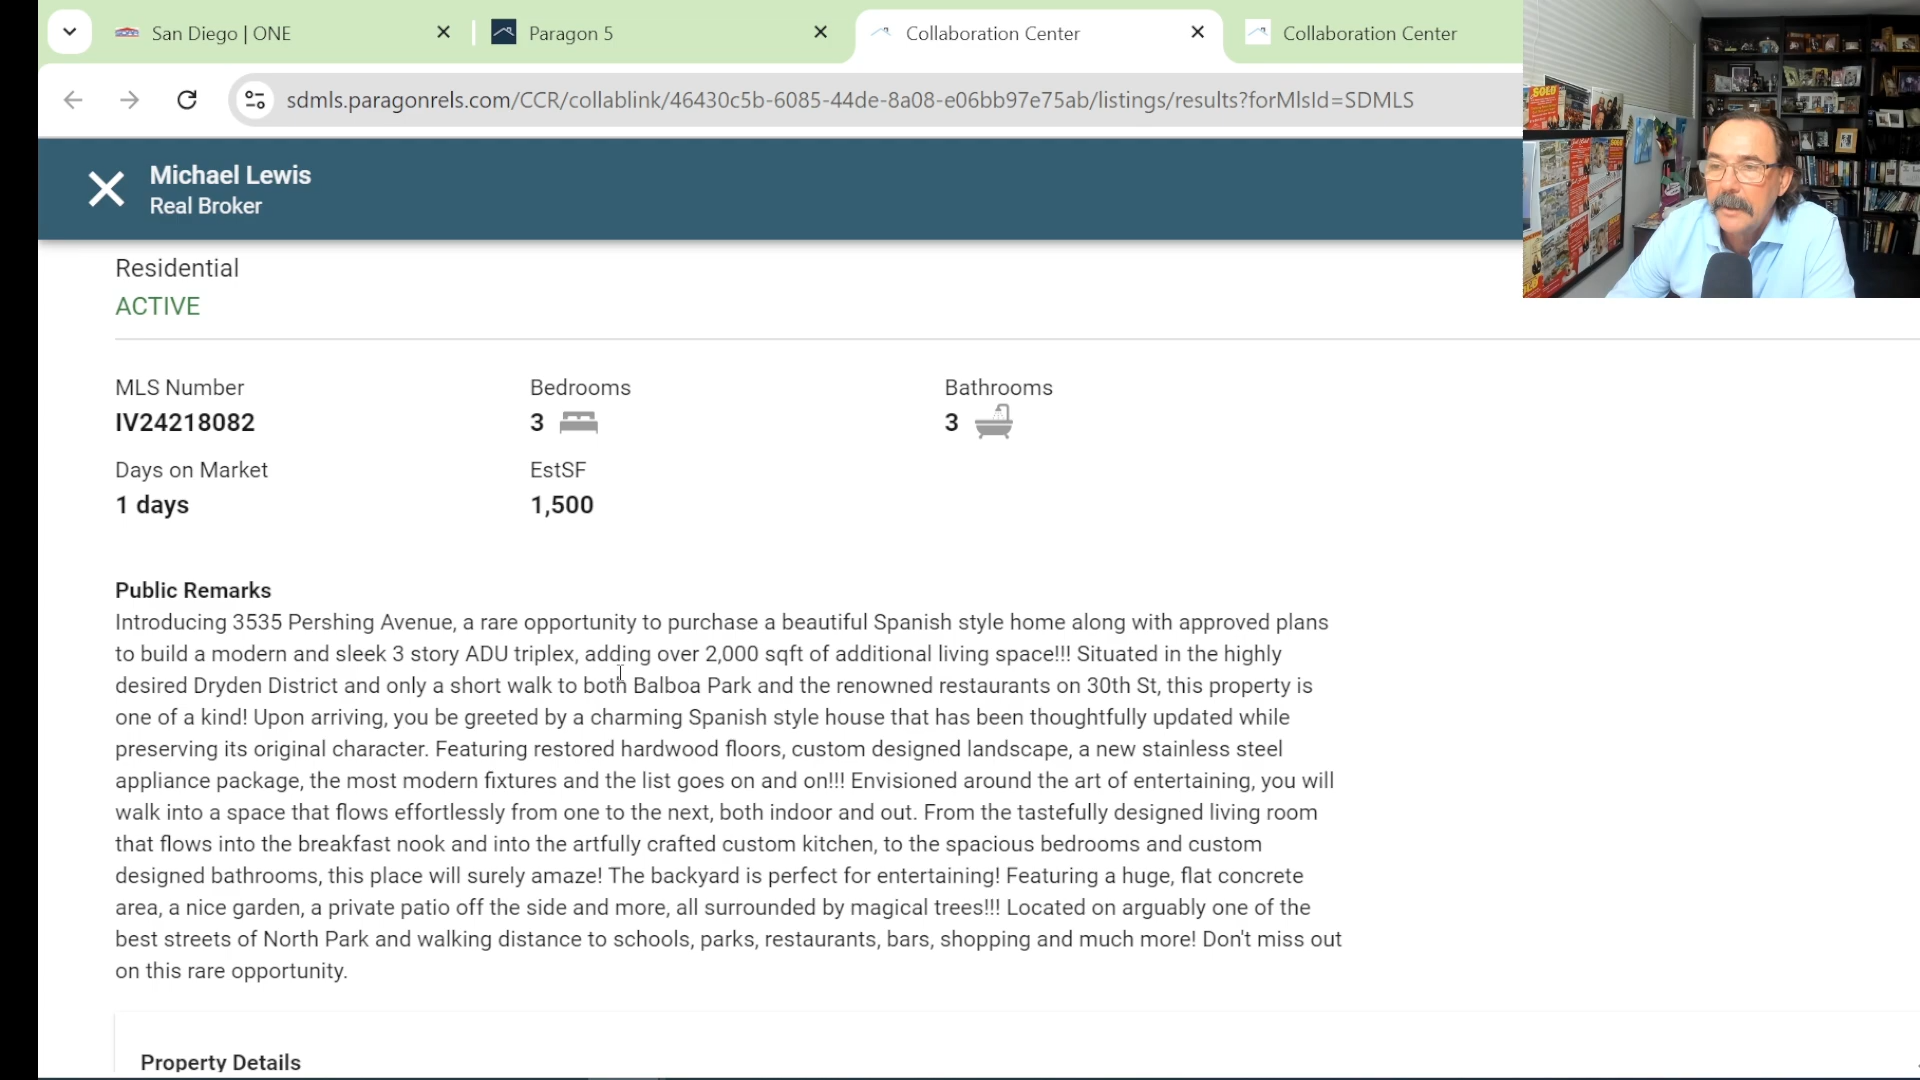 San Diego | ONE
Paragon 5
Collaboration Center
Collaboration Center
sdmls.paragonrels.com/CCR/collablink/46430c5b-6085-44de-8a08-e06bb97e75ab/listings/results?forMlsId=SDMLS
Michael Lewis
Real Broker
Residential
ACTIVE
MLS Number
Bedrooms
Bathrooms
IV24218082
3
3
Days on Market
EstSF
1 days
1,500
Public Remarks
Introducing 3535 Pershing Avenue, a rare opportunity to purchase a beautiful Spanish style home along with approved plans
to build a modern and sleek 3 story ADU triplex, adding over 2,000 sqft of additional living space!!! Situated in the highly
desired Dryden District and only a short walk to both Balboa Park and the renowned restaurants on 30th St, this property is
one of a kind! Upon arriving, you be greeted by a charming Spanish style house that has been thoughtfully updated while
preserving its original character. Featuring restored hardwood floors, custom designed landscape, a new stainless steel
appliance package, the most modern fixtures and the list goes on and on!!! Envisioned around the art of entertaining, you will
walk into a space that flows effortlessly from one to the next, both indoor and out. From the tastefully designed living room
that flows into the breakfast nook and into the artfully crafted custom kitchen, to the spacious bedrooms and custom
designed bathrooms, this place will surely amaze! The backyard is perfect for entertaining! Featuring a huge, flat concrete
area, a nice garden, a private patio off the side and more, all surrounded by magical trees!!! Located on arguably one of the
best streets of North Park and walking distance to schools, parks, restaurants, bars, shopping and much more! Don't miss out
on this rare opportunity.
Property Details
SOLD